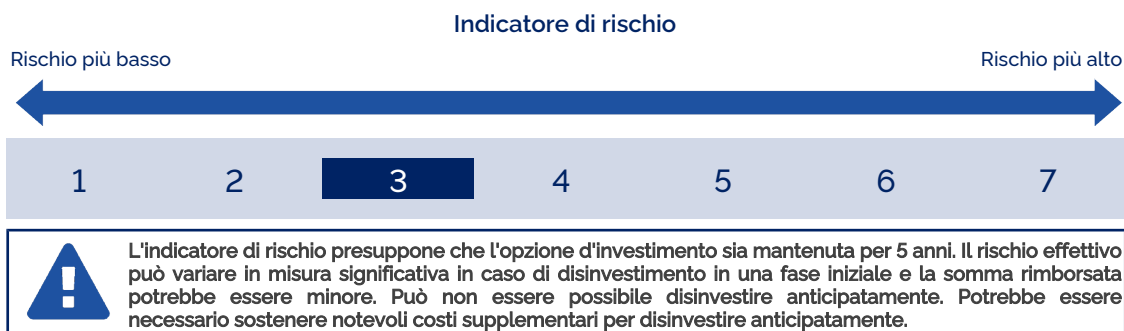 Indicatore di rischio
Rischio più basso
Rischio più alto
1 2 3 4 5 6 7
L'indicatore di rischio presuppone che l'opzione d'investimento sia mantenuta per 5 anni. Il rischio effettivo
può variare in misura significativa in caso di disinvestimento in una fase iniziale e la somma rimborsata
potrebbe essere minore. Può non essere possibile disinvestire anticipatamente. Potrebbe essere
necessario sostenere notevoli costi supplementari per disinvestire anticipatamente.